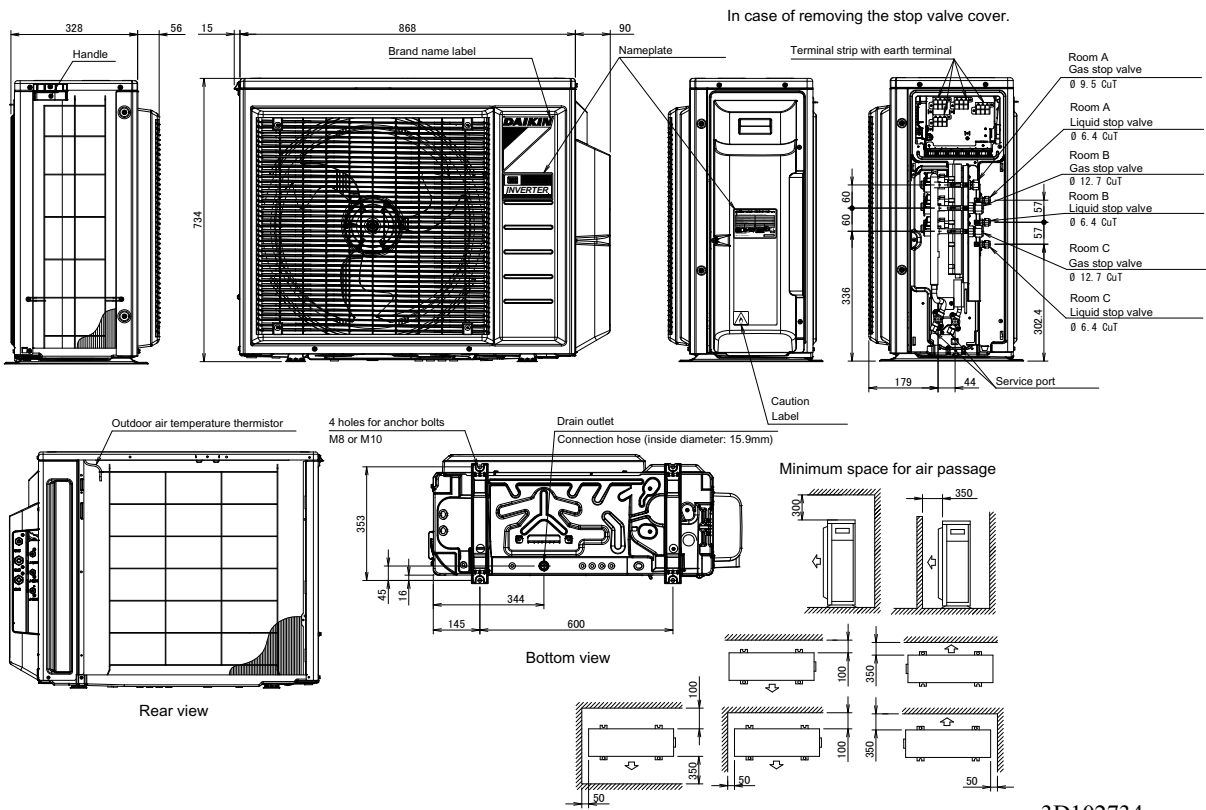 In case of removing the stop valve cover.
328
56
15
868
90
Handle
Brand name label
Nameplate
Terminal strip with earth terminal
Room A
Gas stop valve
Ø 9.5 CuT
Room A
Liquid stop valve
Ø 6.4 CuT
Room B
Gas stop valve
Ø 12.7 CuT
Room B
Liquid stop valve
Ø 6.4 CuT
Room C
Gas stop valve
Ø 12.7 CuT
Room C
Liquid stop valve
Ø 6.4 CuT
DAIKIN
INVERTER
734
60
60
336
57
57
302.4
179
44
Service port
Caution
Label
Outdoor air temperature thermistor
4 holes for anchor bolts
M8 or M10
Drain outlet
Connection hose (inside diameter: 15.9mm)
353
45
16
344
145
600
Bottom view
Rear view
Minimum space for air passage
300
350
100
350
100
350
50
100
50
350
50
3D102734